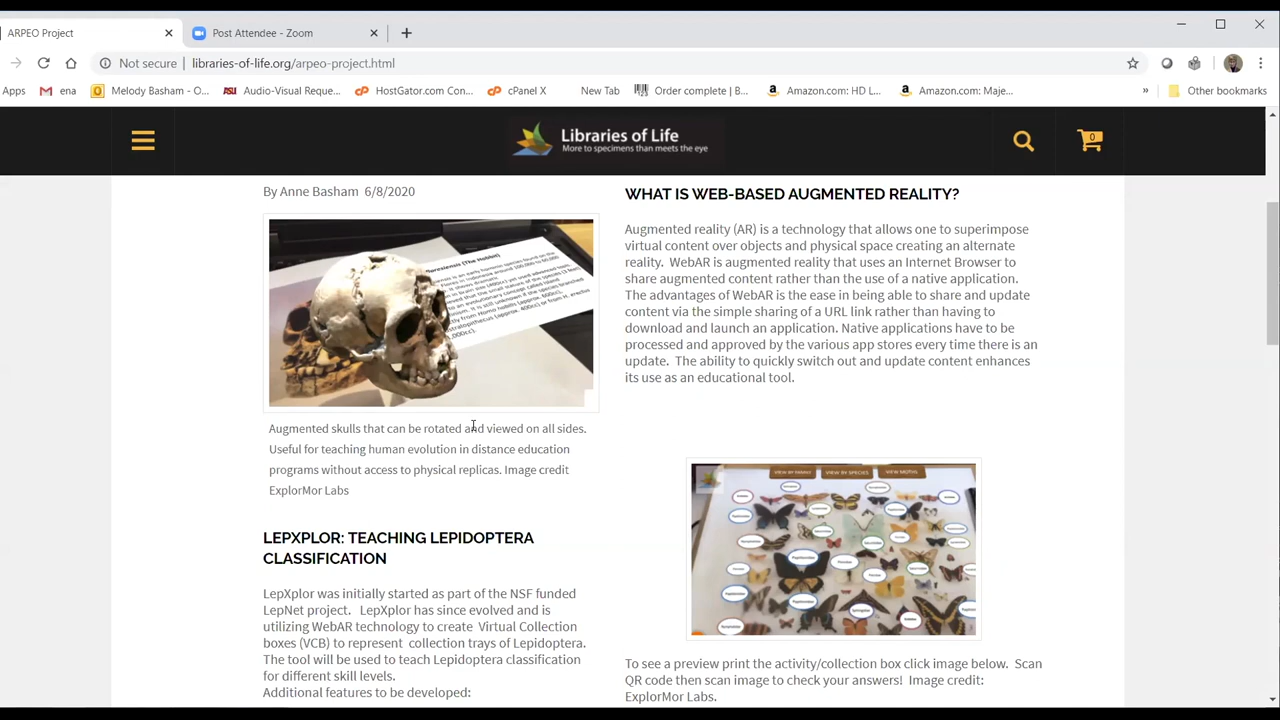 ARPEO Project
Post Attendee - Zoom
Not secure | libraries-of-life.org/arpeo-project.html
Apps
ena
Melody Basham - O...
Audio-Visual Reque...
HostGator.com Con...
cPanel X
New Tab
Order complete | B...
Amazon.com: HD L...
Amazon.com: Maje...
»
Other bookmarks
Libraries of Life
More to specimens than meets the eye
0
By Anne Basham 6/8/2020
Augmented skulls that can be rotated and viewed on all sides.
Useful for teaching human evolution in distance education
programs without access to physical replicas. Image credit
ExplorMor Labs
LEPXPLOR: TEACHING LEPIDOPTERA
CLASSIFICATION
LepXplor was initially started as part of the NSF funded
LepNet project. LepXplor has since evolved and is
utilizing WebAR technology to create Virtual Collection
boxes (VCB) to represent collection trays of Lepidoptera.
The tool will be used to teach Lepidoptera classification
for different skill levels.
Additional features to be developed:
WHAT IS WEB-BASED AUGMENTED REALITY?
Augmented reality (AR) is a technology that allows one to superimpose
virtual content over objects and physical space creating an alternate
reality. WebAR is augmented reality that uses an Internet Browser to
share augmented content rather than the use of a native application.
The advantages of WebAR is the ease in being able to share and update
content via the simple sharing of a URL link rather than having to
download and launch an application. Native applications have to be
processed and approved by the various app stores every time there is an
update. The ability to quickly switch out and update content enhances
its use as an educational tool.
VIEW BY FAMILY
VIEW BY SPECIES
VIEW MOTHS
To see a preview print the activity/collection box click image below. Scan
QR code then scan image to check your answers! Image credit:
ExplorMor Labs.